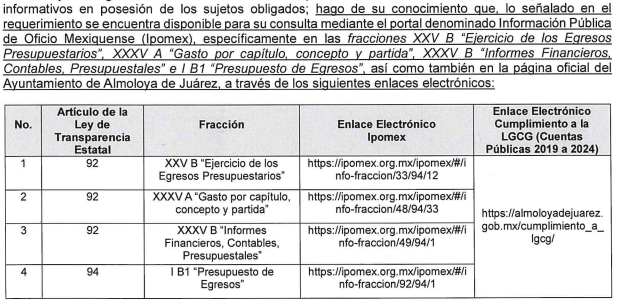 informativos en posesión de los sujetos obligados; hago de su conocimiento que, lo señalado en el
requerimiento se encuentra disponible para su consulta mediante el portal denominado Información Pública
de Oficio Mexiquense (Ipomex), específicamente en las fracciones XXV B “Ejercicio de los Egresos
Presupuestarios”, XXXV A “Gasto por capítulo, concepto y partida”, XXXV B “Informes Financieros,
Contables, Presupuestales” e I B1 “Presupuesto de Egresos”, así como también en la página oficial del
Ayuntamiento de Almoloya de Juárez, a través de los siguientes enlaces electrónicos:
No.
Artículo de la
Ley de
Transparencia
Estatal
Fracción
Enlace Electrónico
Ipomex
Enlace Electrónico
Cumplimiento a la
LGCG (Cuentas
Públicas 2019 a 2024)
1
92
XXV B “Ejercicio de los
Egresos Presupuestarios”
https://ipomex.org.mx/ipomex/#/i
nfo-fraccion/33/94/12
2
92
XXXV A “Gasto por capítulo,
concepto y partida”
https://ipomex.org.mx/ipomex/#/i
nfo-fraccion/48/94/33
3
92
XXXV B “Informes
Financieros, Contables,
Presupuestales”
https://ipomex.org.mx/ipomex/#/i
nfo-fraccion/49/94/1
4
94
I B1 “Presupuesto de
Egresos”
https://ipomex.org.mx/ipomex/#/i
nfo-fraccion/92/94/1
https://almoloyadejuarez.
gob.mx/cumplimiento_a_
lgcg/